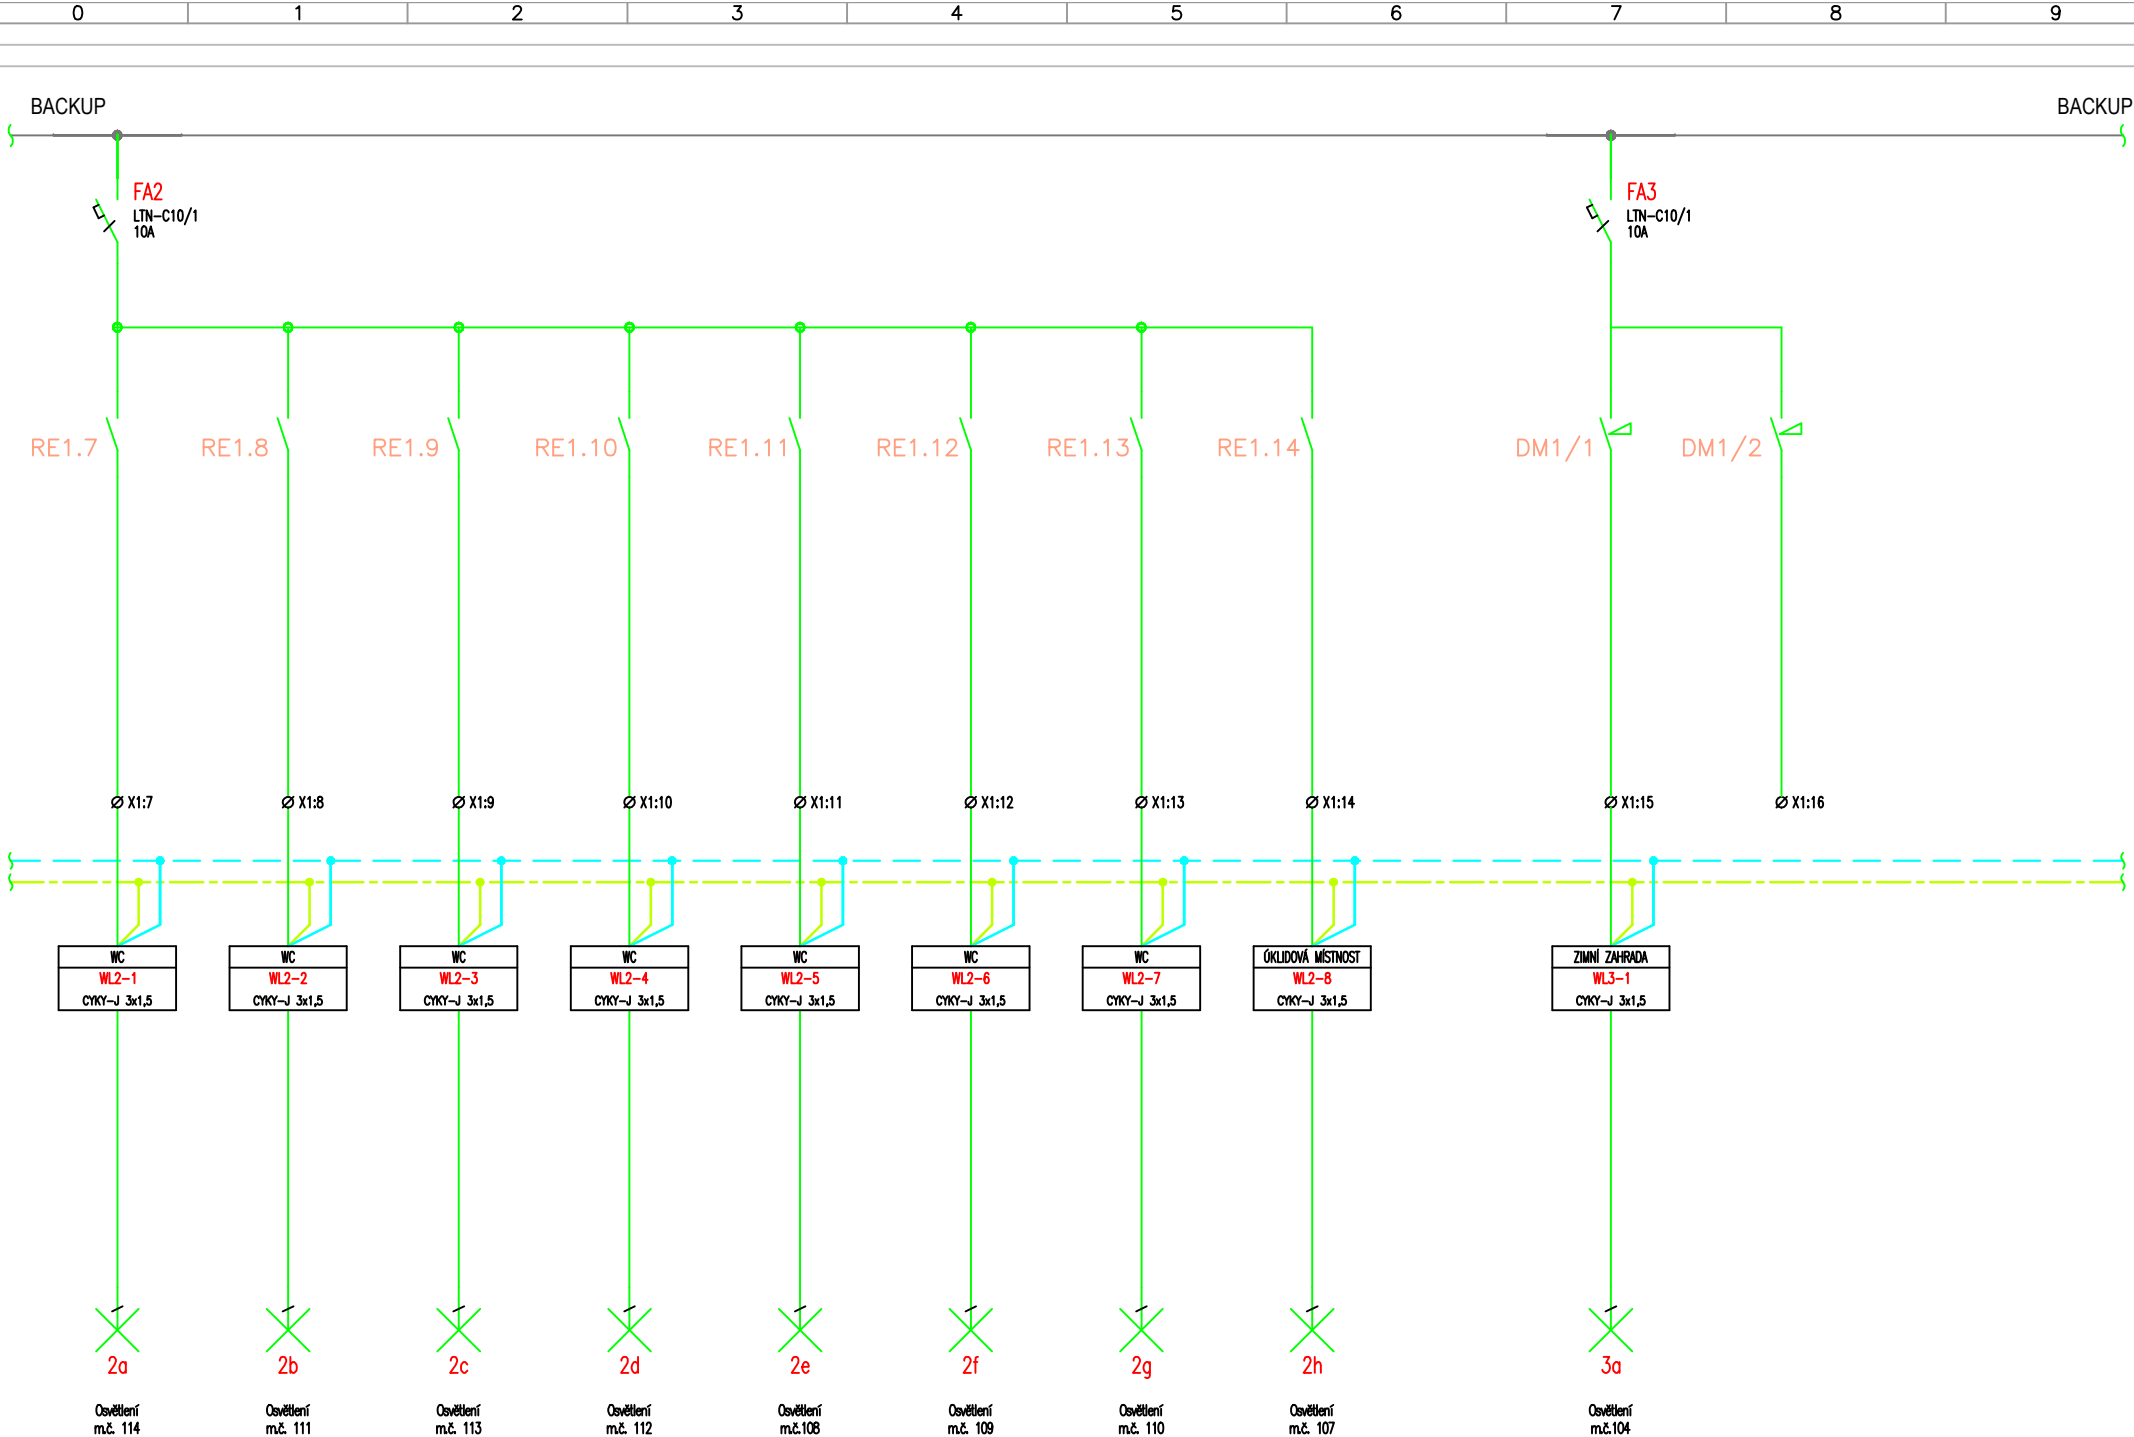 0 1 2 3 4 5 6 7 8 9
BACKUP BACKUP
FA2 FA3
LTN-C10/1 LTN-C10/1
10A 10A
RE1.7 RE1.8 RE1.9 RE1.10 RE1.11 RE1.12 RE1.13 RE1.14 DM1/1 DM1/2
X1:7 X1:8 X1:9 X1:10 X1:11 X1:12 X1:13 X1:14 X1:15 X1:16
WC WC WC WC WC WC WC ÚKLIDOVÁ MÍSTNOST ZIMNÍ ZAHRADA
WL2-1 WL2-2 WL2-3 WL2-4 WL2-5 WL2-6 WL2-7 WL2-8 WL3-1
CYKY-J 3x1,5 CYKY-J 3x1,5 CYKY-J 3x1,5 CYKY-J 3x1,5 CYKY-J 3x1,5 CYKY-J 3x1,5 CYKY-J 3x1,5 CYKY-J 3x1,5 CYKY-J 3x1,5
2a 2b 2c 2d 2e 2f 2g 2h 3a
Osvětlení Osvětlení Osvětlení Osvětlení Osvětlení Osvětlení Osvětlení Osvětlení Osvětlení
m.č. 114 m.č. 111 m.č. 113 m.č. 112 m.č.108 m.č. 109 m.č. 110 m.č. 107 m.č.104